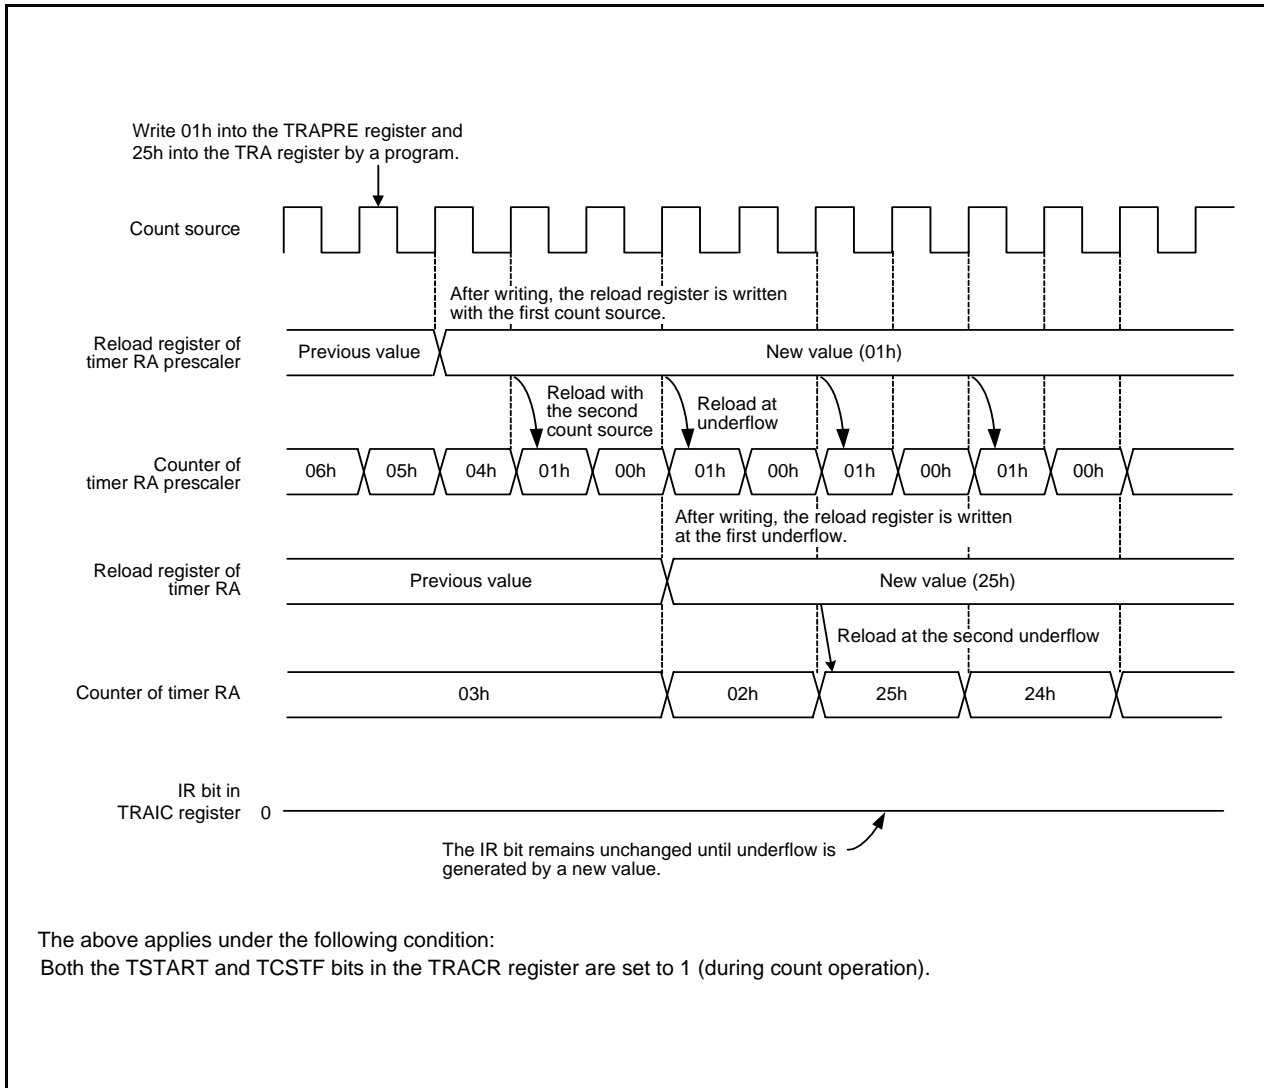 Write 01h into the TRAPRE register and
25h into the TRA register by a program.
Count source
After writing, the reload register is written
with the first count source.
Reload register of
timer RA prescaler
Previous value
New value (01h)
Reload with
the second
count source
Reload at
underflow
Counter of
timer RA prescaler
06h 05h 04h 01h 00h 01h 00h 01h 00h 01h 00h
After writing, the reload register is written
at the first underflow.
Reload register of
timer RA
Previous value
New value (25h)
Reload at the second underflow
Counter of timer RA
03h 02h 25h 24h
IR bit in
TRAIC register 0
The IR bit remains unchanged until underflow is
generated by a new value.
The above applies under the following condition:
Both the TSTART and TCSTF bits in the TRACR register are set to 1 (during count operation).